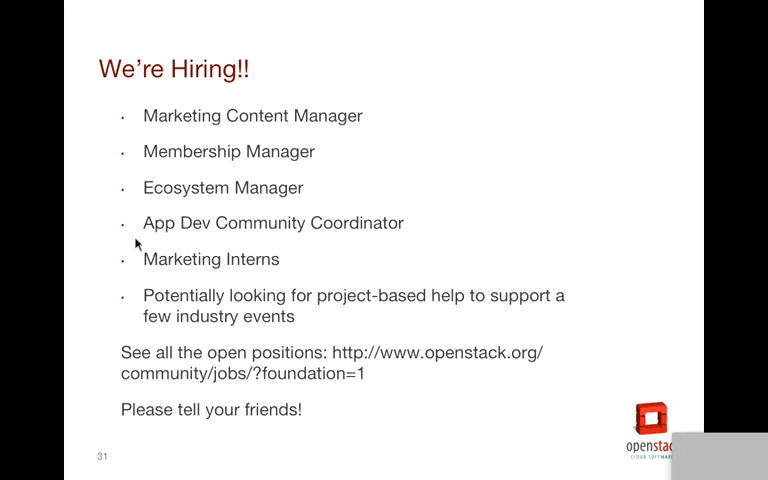 We're Hiring!!
· Marketing Content Manager
· Membership Manager
· Ecosystem Manager
· App Dev Community Coordinator
· Marketing Interns
· Potentially looking for project-based help to support a
few industry events
See all the open positions: http://www.openstack.org/
community/jobs/?foundation=1
Please tell your friends!
31